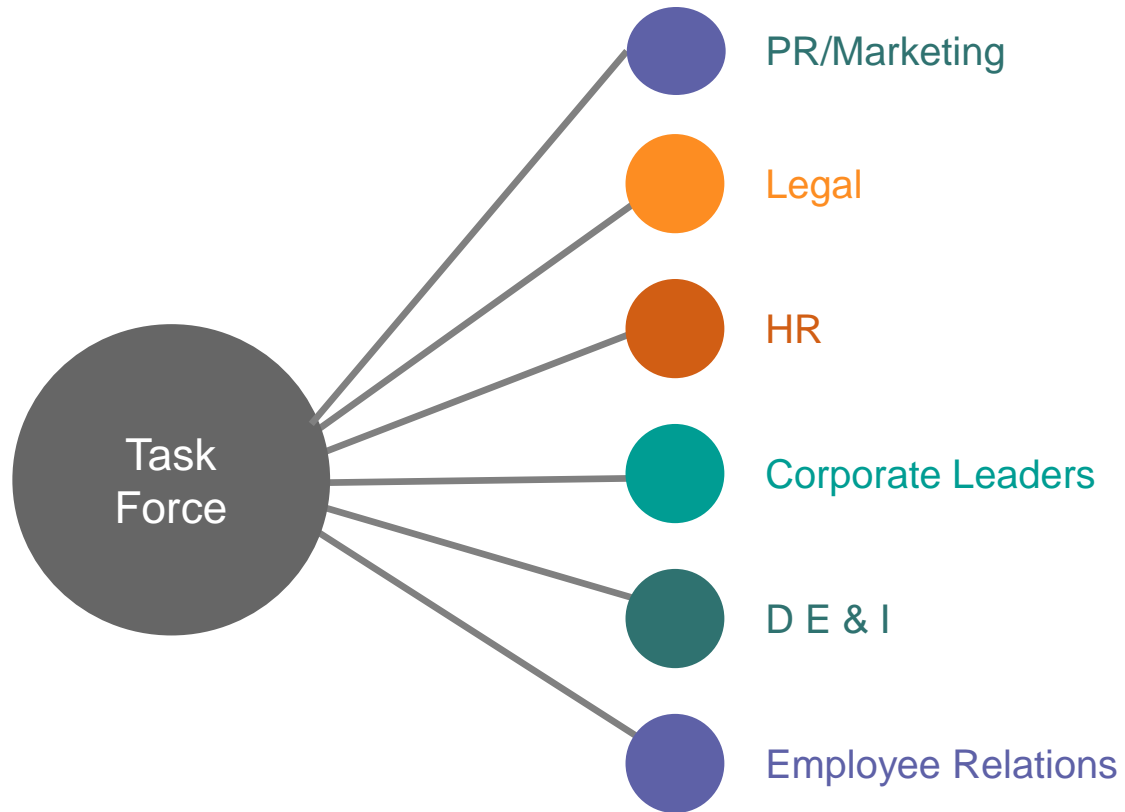 PR/Marketing
Legal
HR
Task
Force
Corporate Leaders
D E & I
Employee Relations